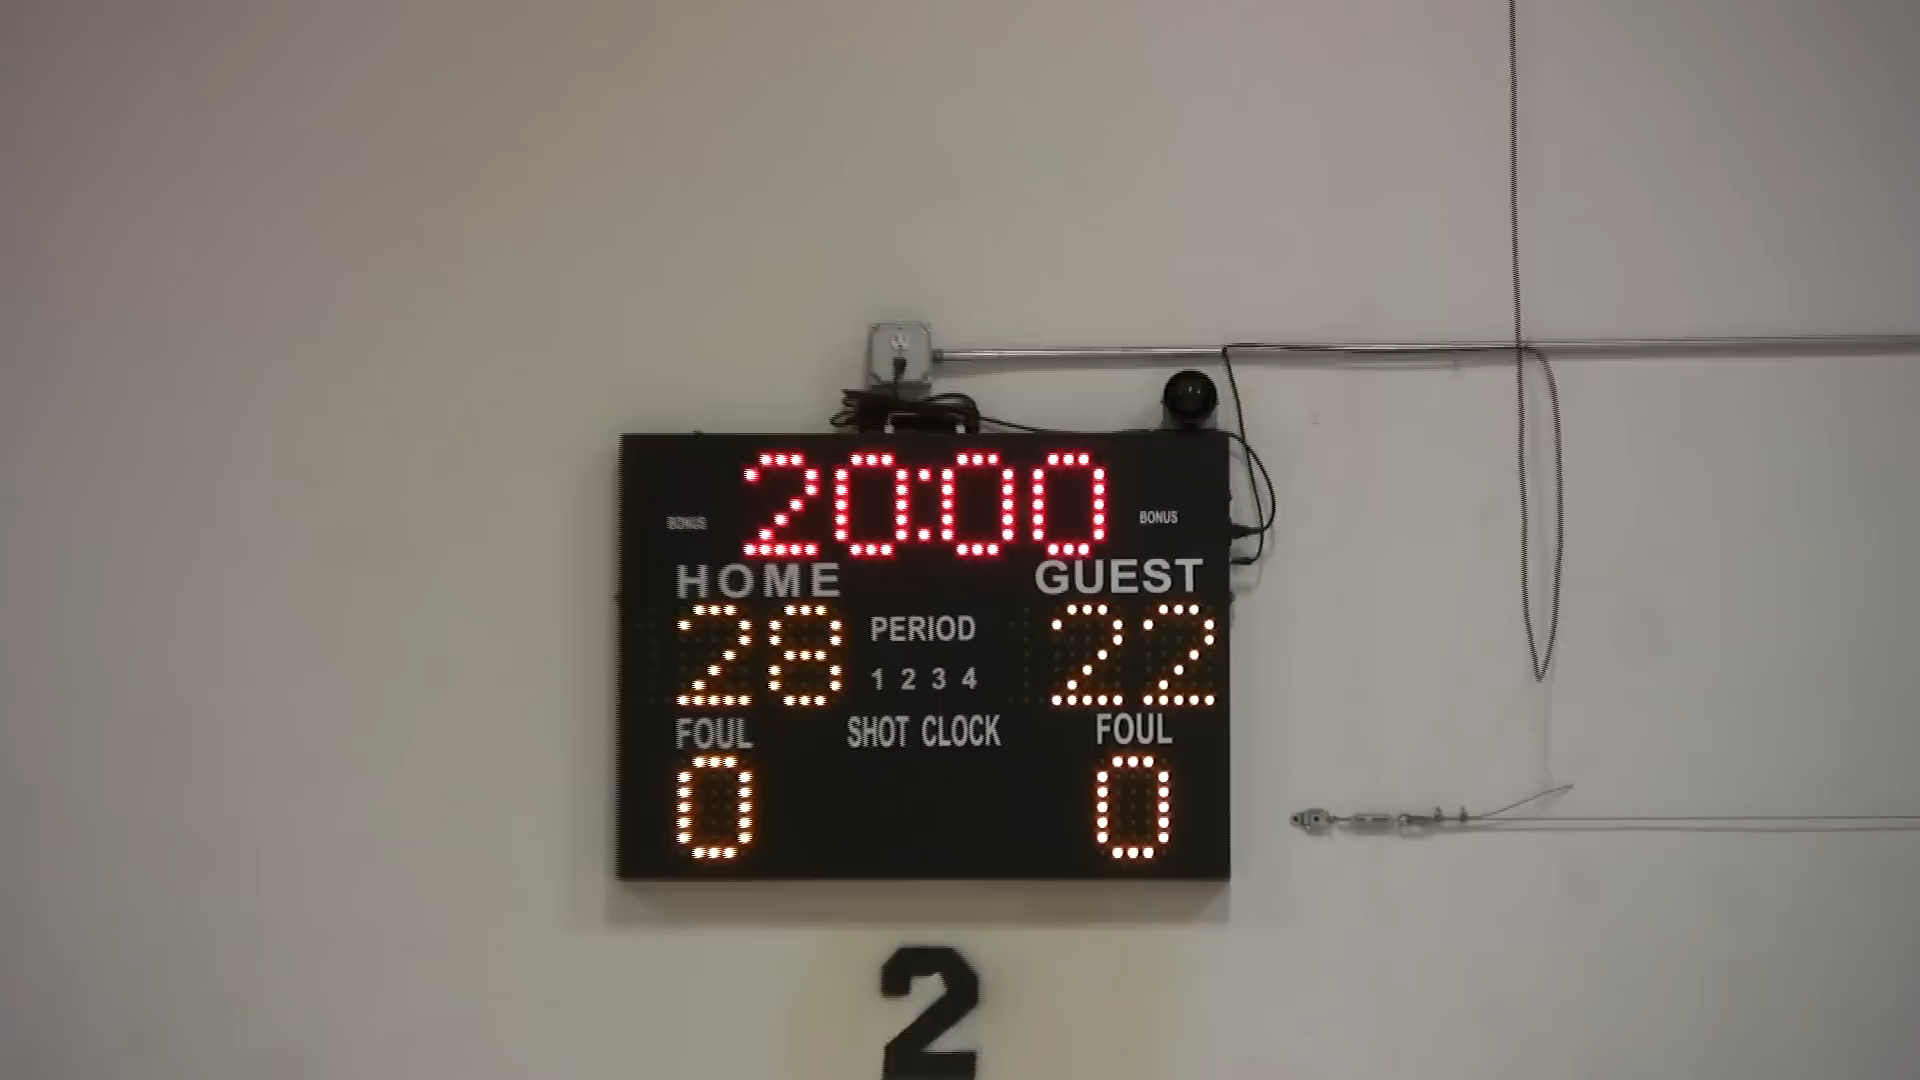 20:00
BONUS BONUS
HOME GUEST
28 PERIOD 22
1 2 3 4
FOUL SHOT CLOCK FOUL
0 0
2